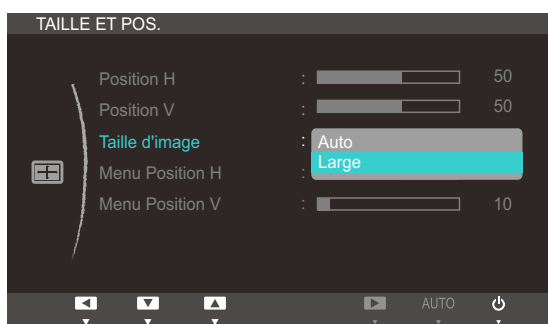 TAILLE ET POS.
Position H : 50
Position V : 50
Taille d'image : Auto
Large
Menu Position H :
Menu Position V : 10
AUTO